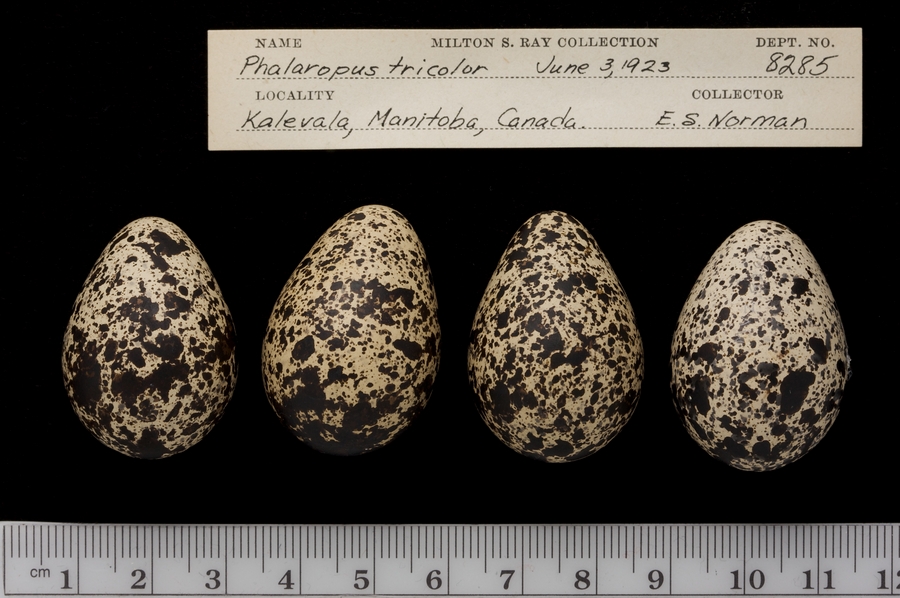 NAME MILTON S. RAY COLLECTION DEPT. NO.
Phalaropus tricolor June 3, 1923 8285
LOCALITY COLLECTOR
Kalevala, Manitoba, Canada. E. S. Norman
cm 1 2 3 4 5 6 7 8 9 10 11 12